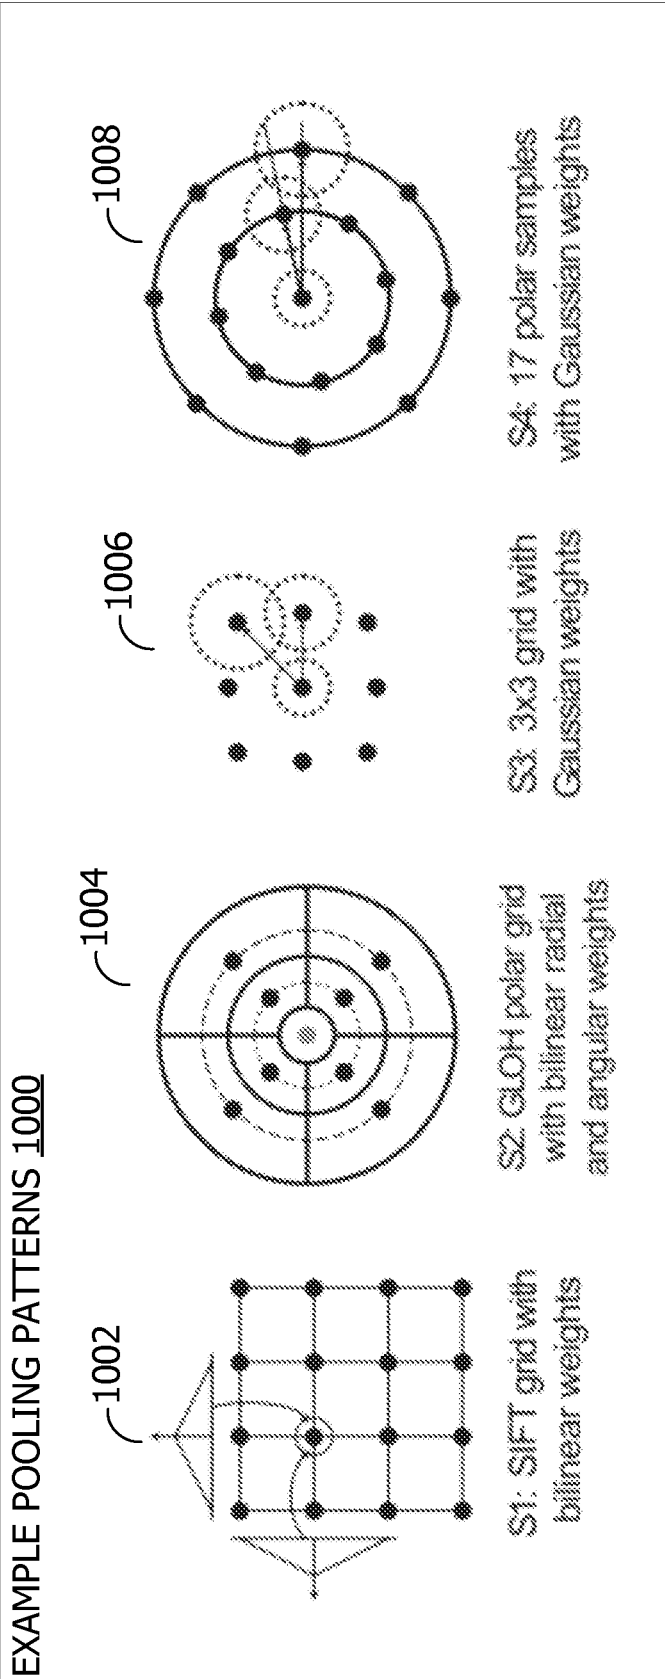 EXAMPLE POOLING PATTERNS 1000
1002
S1: SIFT grid with
bilinear weights
1004
S2: GLOH polar grid
with bilinear radial
and angular weights
1006
S3: 3x3 grid with
Gaussian weights
1008
S4: 17 polar samples
with Gaussian weights